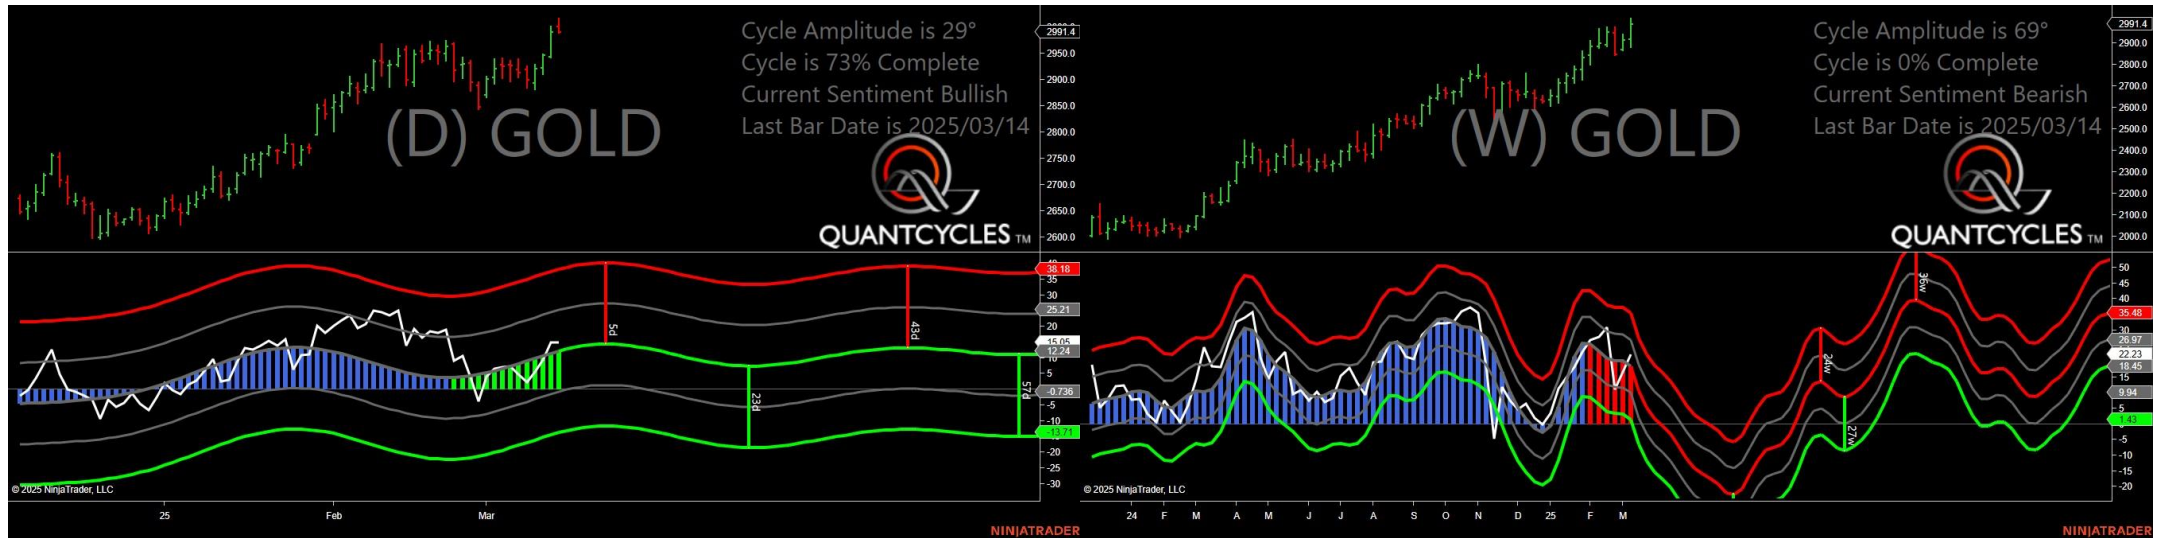 Cycle Amplitude is 29°
Cycle is 73% Complete
Current Sentiment Bullish
Last Bar Date is 2025/03/14
(D) GOLD
QUANTCYCLES TM
2991.4
2950.0
2900.0
2850.0
2800.0
2750.0
2700.0
2650.0
2600.0
38.18
35
30
25.21
20
15.05
12.24
5
-0.736
-5
-10
-13.71
-20
-25
-30
5d
23d
43d
57d
© 2025 NinjaTrader, LLC
25 Feb Mar
NINJATRADER
Cycle Amplitude is 69°
Cycle is 0% Complete
Current Sentiment Bearish
Last Bar Date is 2025/03/14
(W) GOLD
QUANTCYCLES TM
2991.4
2900.0
2800.0
2700.0
2600.0
2500.0
2400.0
2300.0
2200.0
2100.0
2000.0
50
45
40
35.48
30
26.97
22.23
18.45
15
9.94
5
1.43
-5
-10
-15
-20
24w
27w
36w
© 2025 NinjaTrader, LLC
24 F M A M J J A S O N D 25 F M
NINJATRADER